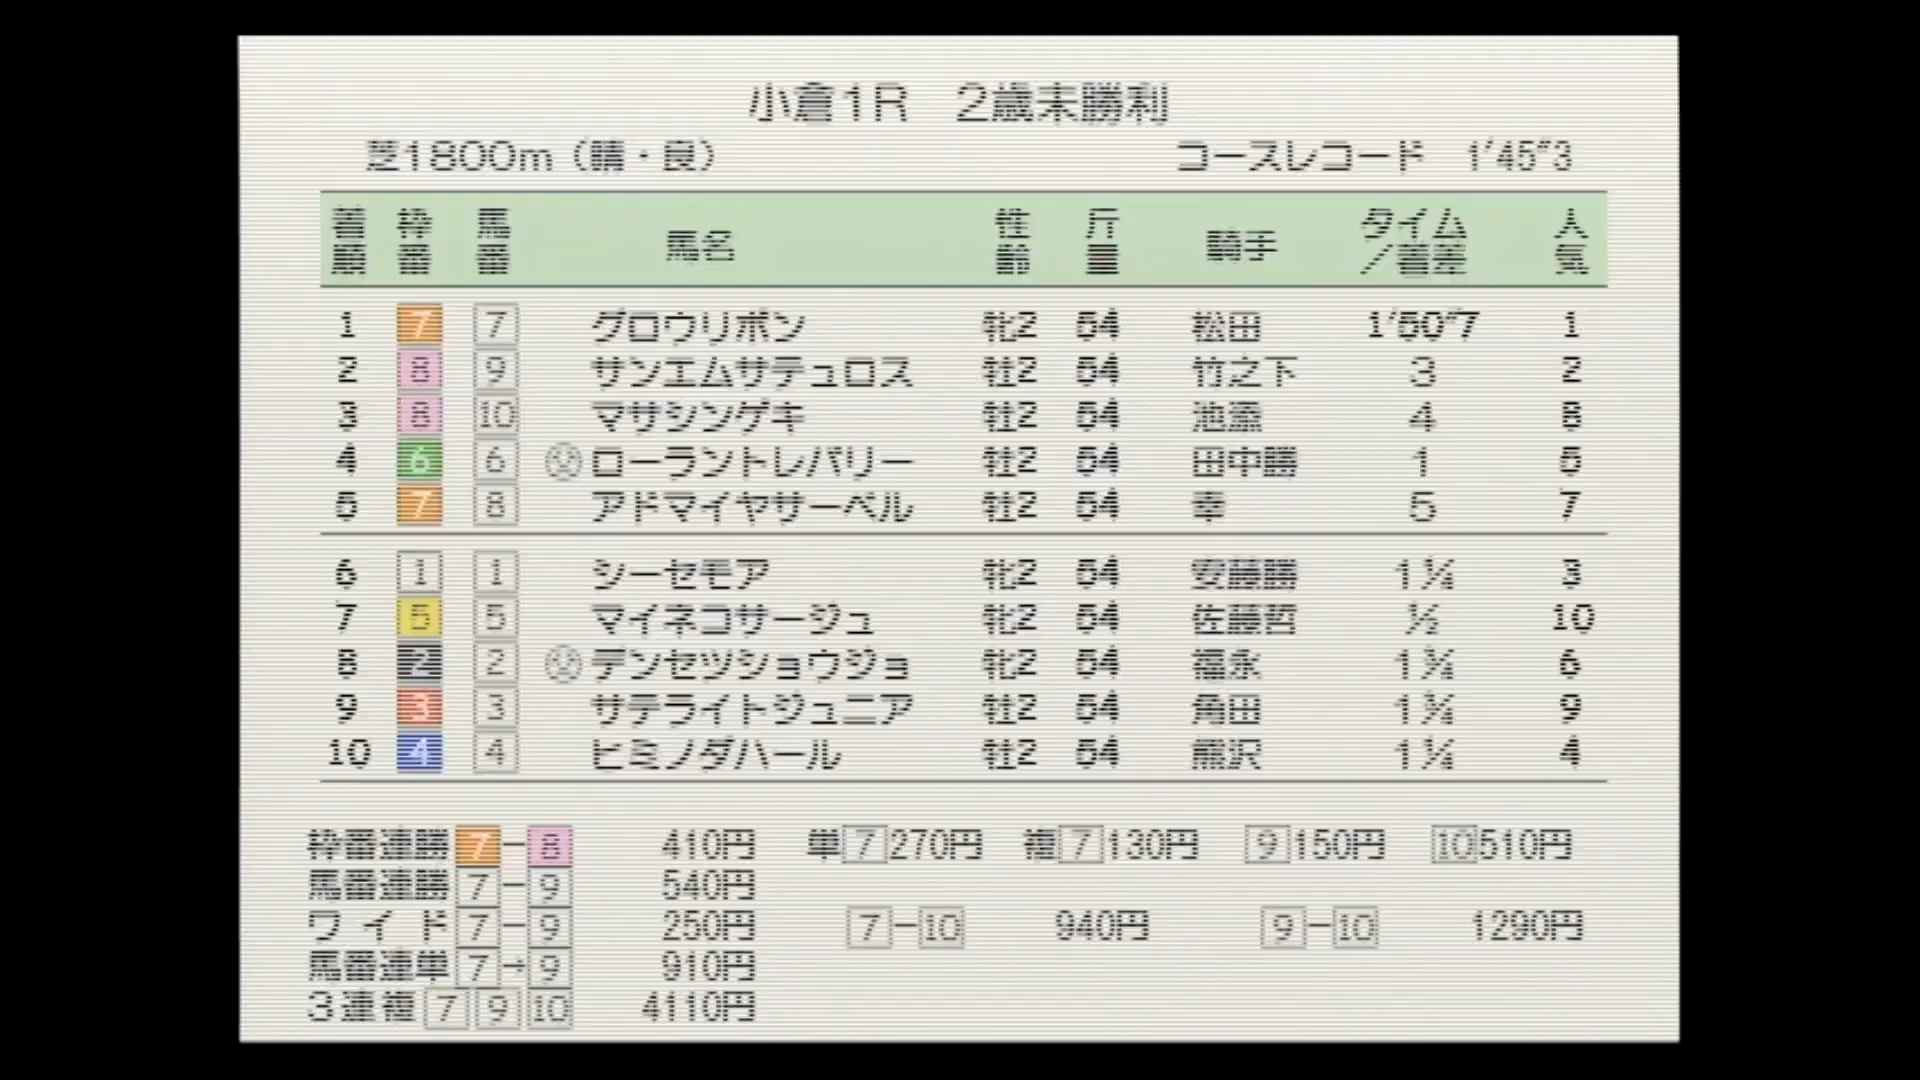 小倉1R 2歳未勝利
芝1800m(晴・良) コースレコード 1'45"3
着順 枠番 馬番 馬名 性齢 斤量 騎手 タイム/着差 人気
1 7 7 グロウリボン 牝2 54 松田 1'50"7 1
2 8 9 サンエムサテュロス 牡2 54 竹之下 3 2
3 8 10 マサシンゲキ 牡2 54 池添 4 8
4 6 6 ローラントレバリー 牡2 54 田中勝 1 5
5 7 8 アドマイヤサーベル 牡2 54 幸 5 7
6 1 1 シーセモア 牝2 54 安藤勝 1¼ 3
7 5 5 マイネコサージュ 牝2 54 佐藤哲 ½ 10
8 2 2 デンセツショウジョ 牝2 54 福永 1¾ 6
9 3 3 サテライトジュニア 牡2 54 角田 1¾ 9
10 4 4 ヒミノダハール 牡2 54 熊沢 1¼ 4
枠番連勝 7-8 410円 単 7 270円 複 7 130円 9 150円 10 510円
馬番連勝 7-9 540円
ワイド 7-9 250円 7-10 940円 9-10 1290円
馬番連単 7→9 910円
3連複 7 9 10 4110円